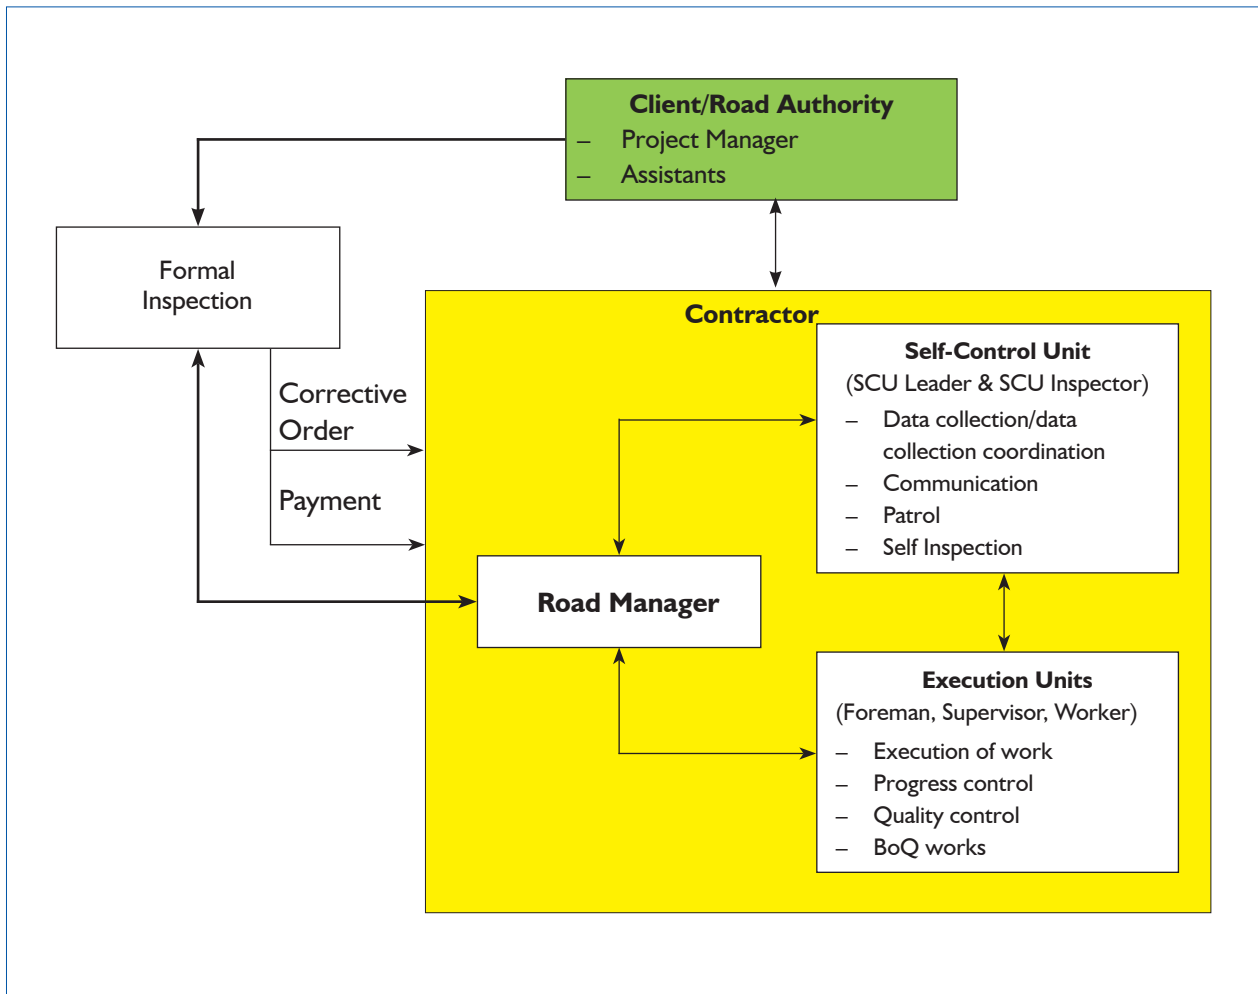 Client/Road Authority
– Project Manager
– Assistants
Formal
Inspection
Contractor
Self-Control Unit
(SCU Leader & SCU Inspector)
– Data collection/data
collection coordination
– Communication
– Patrol
– Self Inspection
Corrective
Order
Payment
Road Manager
Execution Units
(Foreman, Supervisor, Worker)
– Execution of work
– Progress control
– Quality control
– BoQ works